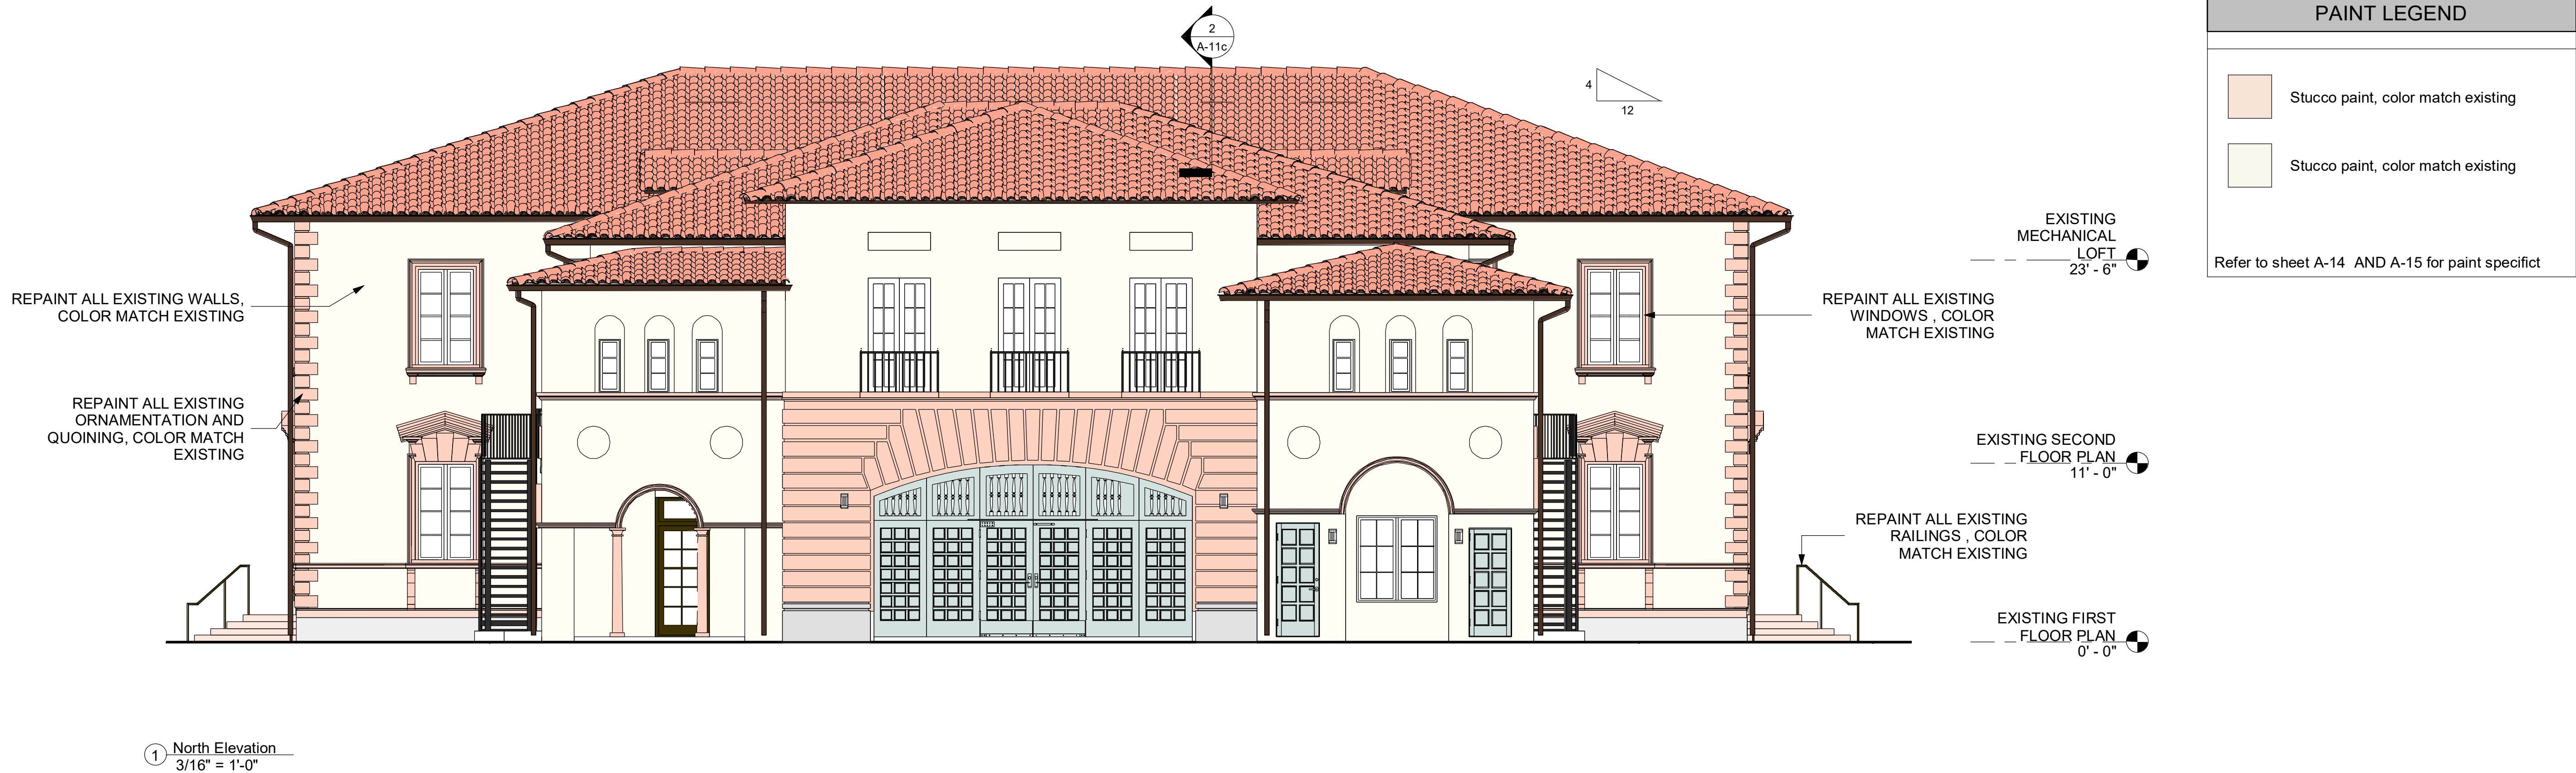 2
A-11c
4
12
PAINT LEGEND
Stucco paint, color match existing
Stucco paint, color match existing
Refer to sheet A-14 AND A-15 for paint specifict
REPAINT ALL EXISTING WALLS,
COLOR MATCH EXISTING
REPAINT ALL EXISTING
ORNAMENTATION AND
QUOINING, COLOR MATCH
EXISTING
REPAINT ALL EXISTING
WINDOWS , COLOR
MATCH EXISTING
REPAINT ALL EXISTING
RAILINGS , COLOR
MATCH EXISTING
EXISTING
MECHANICAL
LOFT
23' - 6"
EXISTING SECOND
FLOOR PLAN
11' - 0"
EXISTING FIRST
FLOOR PLAN
0' - 0"
1
North Elevation
3/16" = 1'-0"